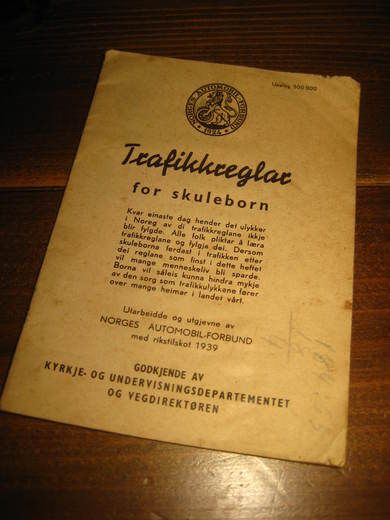 Upplag 500 000
NORGES AUTOMOBIL-FORBUND
1924
Trafikkreglar
for skuleborn
Kvar einaste dag hender det ulykker
i Noreg av di trafikkreglane ikkje
blir fylgde. Alle folk pliktar å læra
trafikkreglane og fylgja dei. Dersom
skuleborna ferdast i trafikken etter
dei reglane som finst i dette heftet
vil mange menneskeliv bli sparde.
Borna vil såleis kunna hindra mykje
av den sorg som trafikkulykkene fører
over mange heimar i landet vårt.
Utarbeidde og utgjevne av
NORGES AUTOMOBIL-FORBUND
med rikstilskot 1939
GODKJENDE AV
KYRKJE- OG UNDERVISNINGSDEPARTEMENTET
OG VEGDIREKTØREN